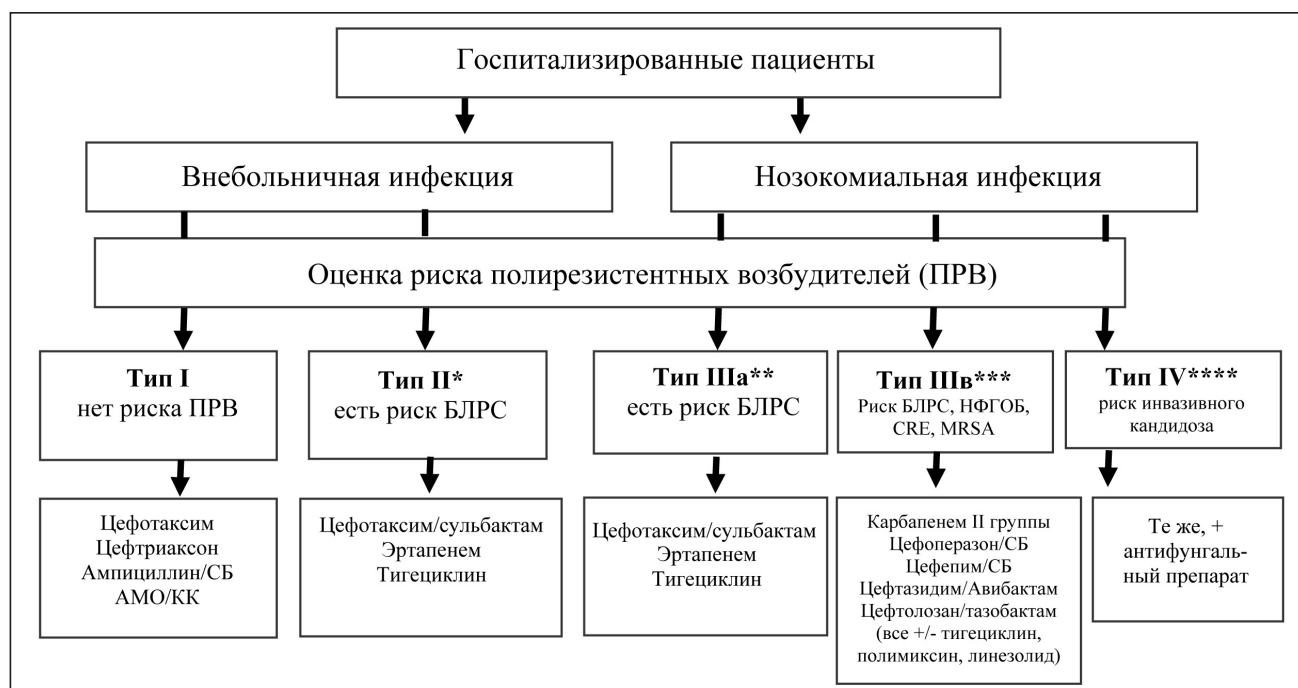 Госпитализированные пациенты
Внебольничная инфекция
Нозокомиальная инфекция
Оценка риска полирезистентных возбудителей (ПРВ)
Тип I
нет риска ПРВ
Тип II*
есть риск БЛРС
Тип IIIа**
есть риск БЛРС
Тип IIIв***
Риск БЛРС, НФГОБ,
CRE, MRSA
Тип IV****
риск инвазивного
кандидоза
Цефотаксим
Цефтриаксон
Ампициллин/СБ
АМО/КК
Цефотаксим/сульбактам
Эртапенем
Тигециклин
Цефотаксим/сульбактам
Эртапенем
Тигециклин
Карбапенем II группы
Цефоперазон/СБ
Цефепим/СБ
Цефтазидим/Авибактам
Цефтолозан/тазобактам
(все +/- тигециклин,
полимиксин, линезолид)
Те же, +
антифунгаль-
ный препарат